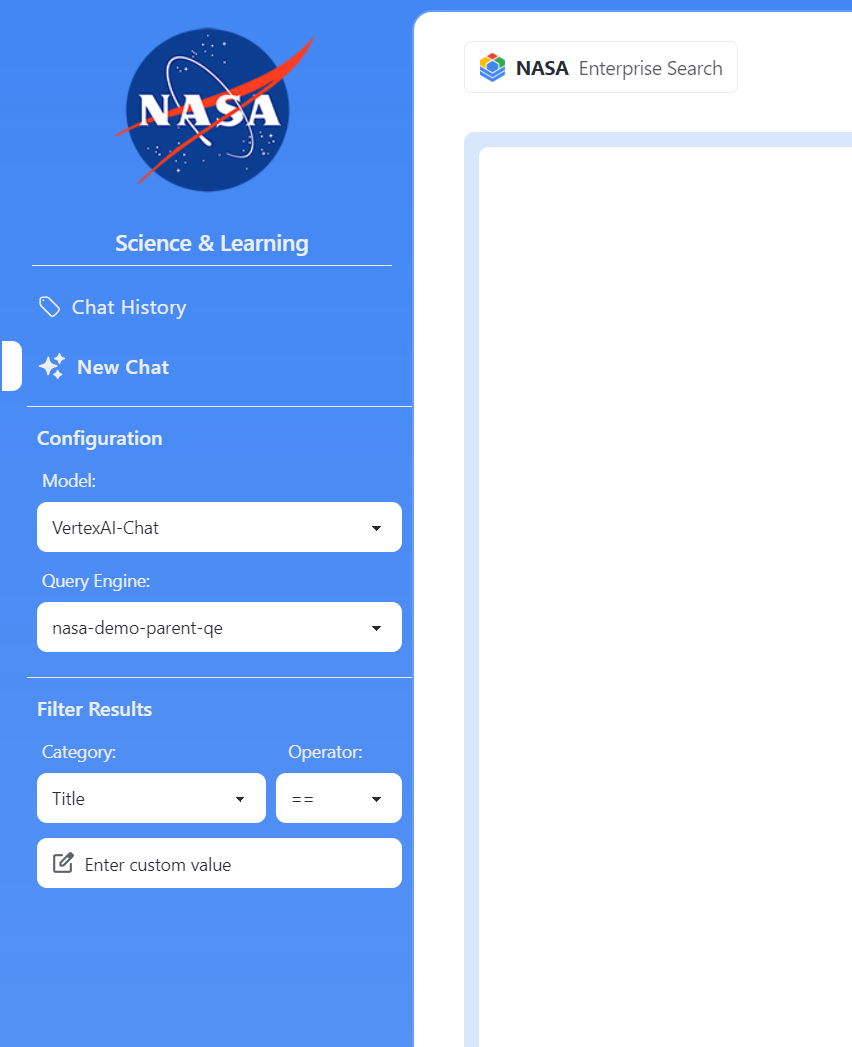 NASA
Science & Learning
Chat History
New Chat
Configuration
Model:
VertexAI-Chat
Query Engine:
nasa-demo-parent-qe
Filter Results
Category: Operator:
Title ==
Enter custom value
NASA Enterprise Search